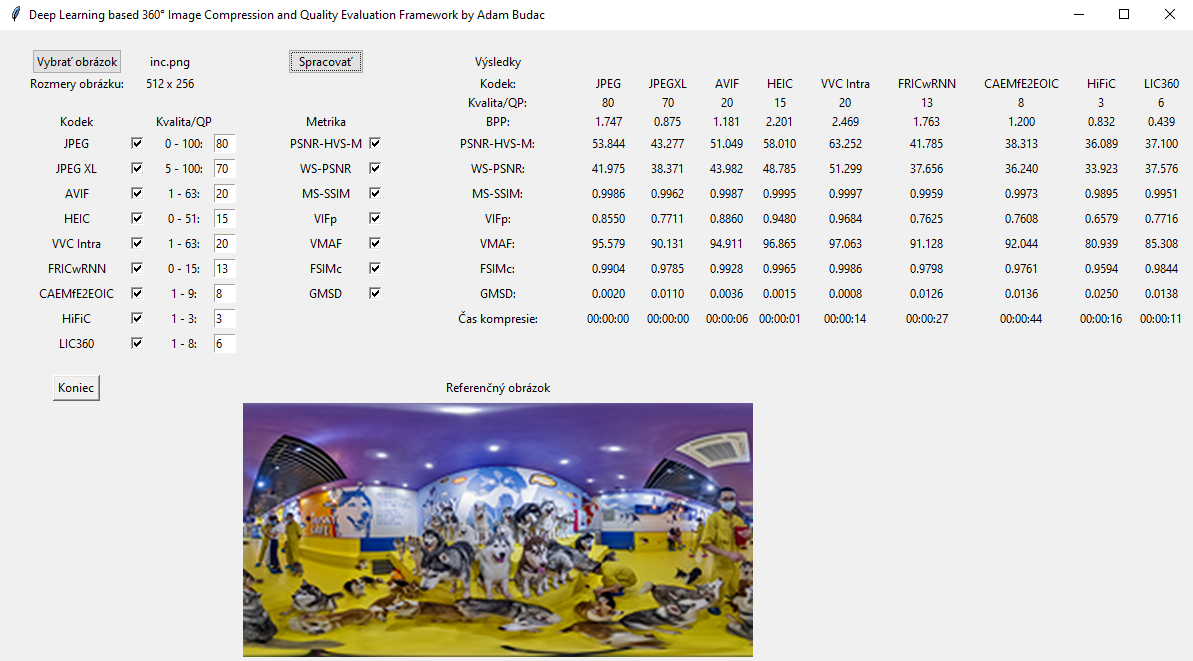 Deep Learning based 360° Image Compression and Quality Evaluation Framework by Adam Budac
Vybrať obrázok inc.png Spracovať Výsledky
Rozmery obrázku: 512 x 256 Kodek: JPEG JPEGXL AVIF HEIC VVC Intra FRICwRNN CAEMfE2EOIC HiFiC LIC360
Kvalita/QP: 80 70 20 15 20 13 8 3 6
Kodek Kvalita/QP Metrika BPP: 1.747 0.875 1.181 2.201 2.469 1.763 1.200 0.832 0.439
JPEG 0 - 100: 80 PSNR-HVS-M PSNR-HVS-M: 53.844 43.277 51.049 58.010 63.252 41.785 38.313 36.089 37.100
JPEG XL 5 - 100: 70 WS-PSNR WS-PSNR: 41.975 38.371 43.982 48.785 51.299 37.656 36.240 33.923 37.576
AVIF 1 - 63: 20 MS-SSIM MS-SSIM: 0.9986 0.9962 0.9987 0.9995 0.9997 0.9959 0.9973 0.9895 0.9951
HEIC 0 - 51: 15 VIFp VIFp: 0.8550 0.7711 0.8860 0.9480 0.9684 0.7625 0.7608 0.6579 0.7716
VVC Intra 1 - 63: 20 VMAF VMAF: 95.579 90.131 94.911 96.865 97.063 91.128 92.044 80.939 85.308
FRICwRNN 0 - 15: 13 FSIMc FSIMc: 0.9904 0.9785 0.9928 0.9965 0.9986 0.9798 0.9761 0.9594 0.9844
CAEMfE2EOIC 1 - 9: 8 GMSD GMSD: 0.0020 0.0110 0.0036 0.0015 0.0008 0.0126 0.0136 0.0250 0.0138
HiFiC 1 - 3: 3 Čas kompresie: 00:00:00 00:00:00 00:00:06 00:00:01 00:00:14 00:00:27 00:00:44 00:00:16 00:00:11
LIC360 1 - 8: 6
Koniec Referenčný obrázok